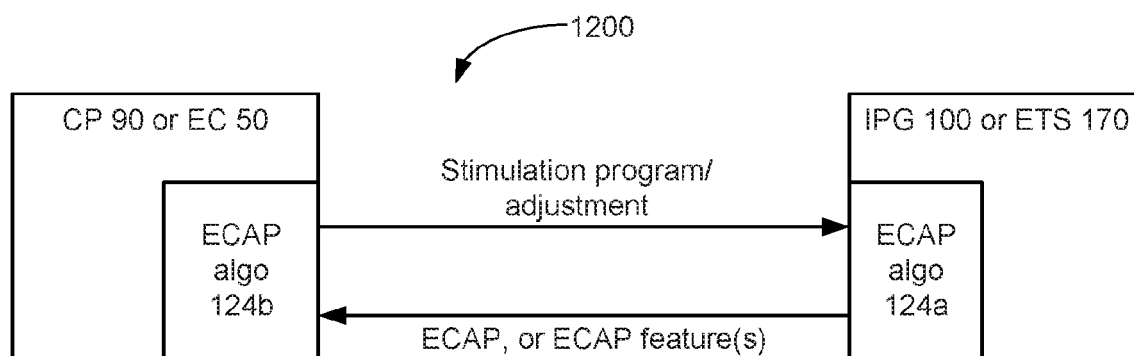 1200
CP 90 or EC 50
IPG 100 or ETS 170
Stimulation program/
adjustment
ECAP
algo
124b
ECAP
algo
124a
ECAP, or ECAP feature(s)